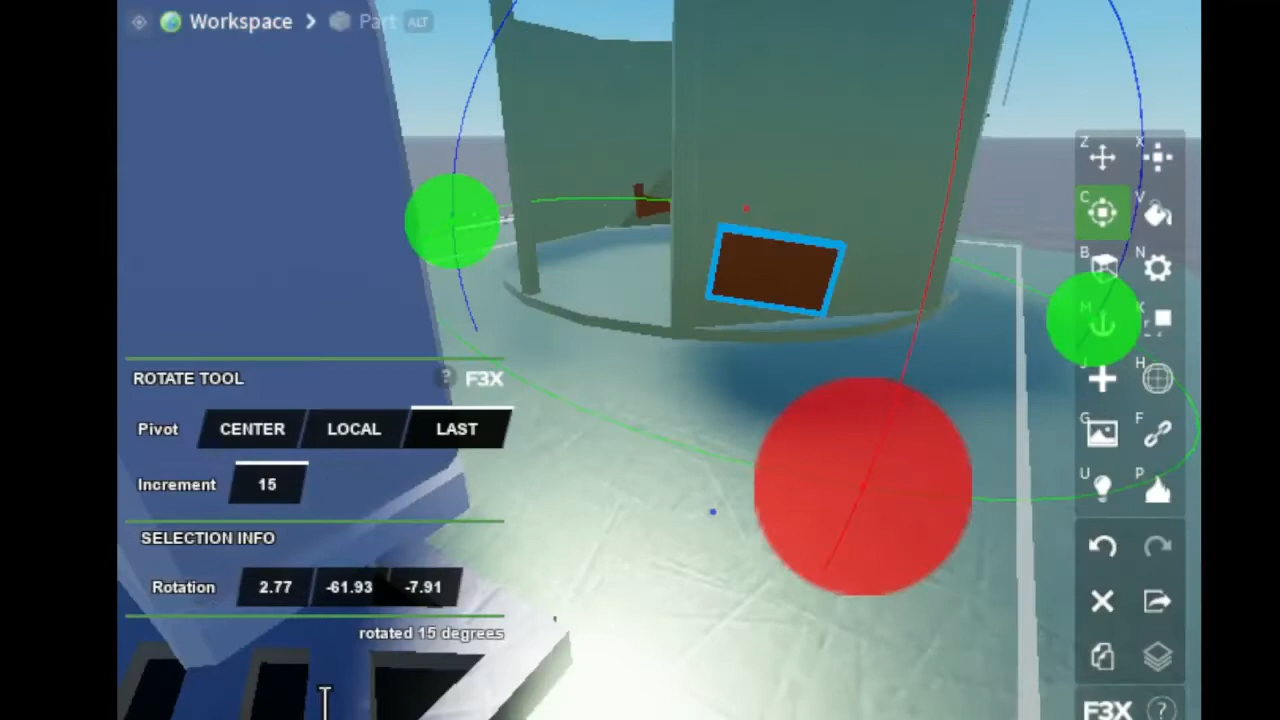 Workspace > Part ALT
Z X
C V
B N
M K
J H
G F
U P
ROTATE TOOL ? F3X
Pivot CENTER LOCAL LAST
Increment 15
SELECTION INFO
Rotation 2.77 -61.93 -7.91
rotated 15 degrees
F3X ?